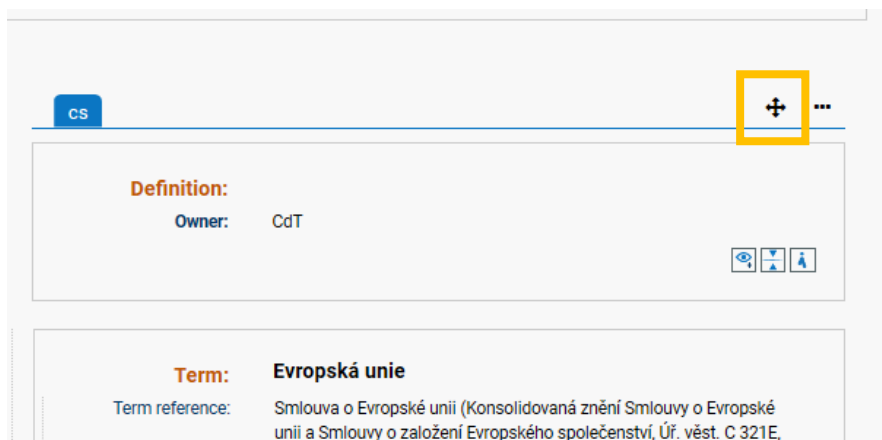 cs
Definition:
Owner: CdT
Term: Evropská unie
Term reference: Smlouva o Evropské unii (Konsolidovaná znění Smlouvy o Evropské
unii a Smlouvy o založení Evropského společenství, Úř. věst. C 321E,